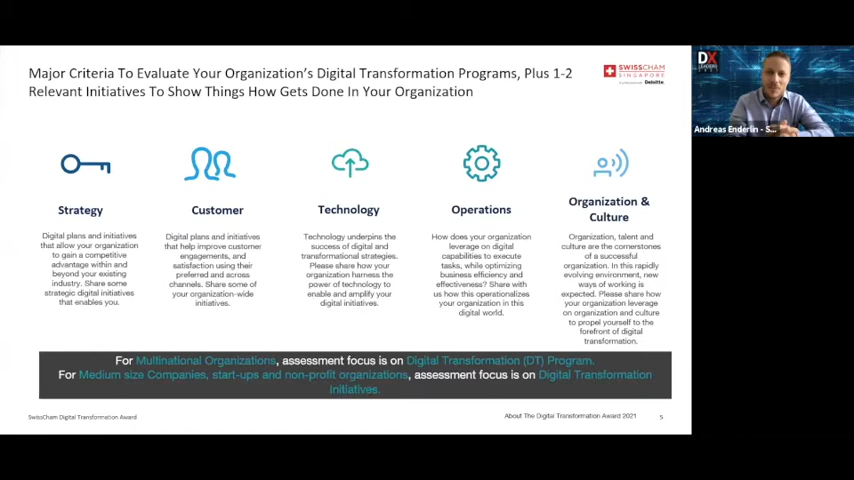 Major Criteria To Evaluate Your Organization's Digital Transformation Programs, Plus 1-2
Relevant Initiatives To Show Things How Gets Done In Your Organization
SWISSCHAM
SINGAPORE
Deloitte.
DX
LEADERS
Andreas Enderlin - S...
Strategy
Digital plans and initiatives
that allow your organization
to gain a competitive
advantage within and
beyond your existing
industry. Share some
strategic digital initiatives
that enables you.
Customer
Digital plans and initiatives
that help improve customer
engagements, and
satisfaction using their
preferred and across
channels. Share some of
your organization-wide
initiatives.
Technology
Technology underpins the
success of digital and
transformational strategies.
Please share how your
organization harness the
power of technology to
enable and amplify your
digital initiatives.
Operations
How does your organization
leverage on digital
capabilities to execute
tasks, while optimizing
business efficiency and
effectiveness? Share with
us how this operationalizes
your organization in this
digital world.
Organization &
Culture
Organization, talent and
culture are the cornerstones
of a successful
organization. In this rapidly
evolving environment, new
ways of working is
expected. Please share how
your organization leverage
on organization and culture
to propel yourself to the
forefront of digital
transformation.
For Multinational Organizations, assessment focus is on Digital Transformation (DT) Program.
For Medium size Companies, start-ups and non-profit organizations, assessment focus is on Digital Transformation
Initiatives.
SwissCham Digital Transformation Award
About The Digital Transformation Award 2021
5